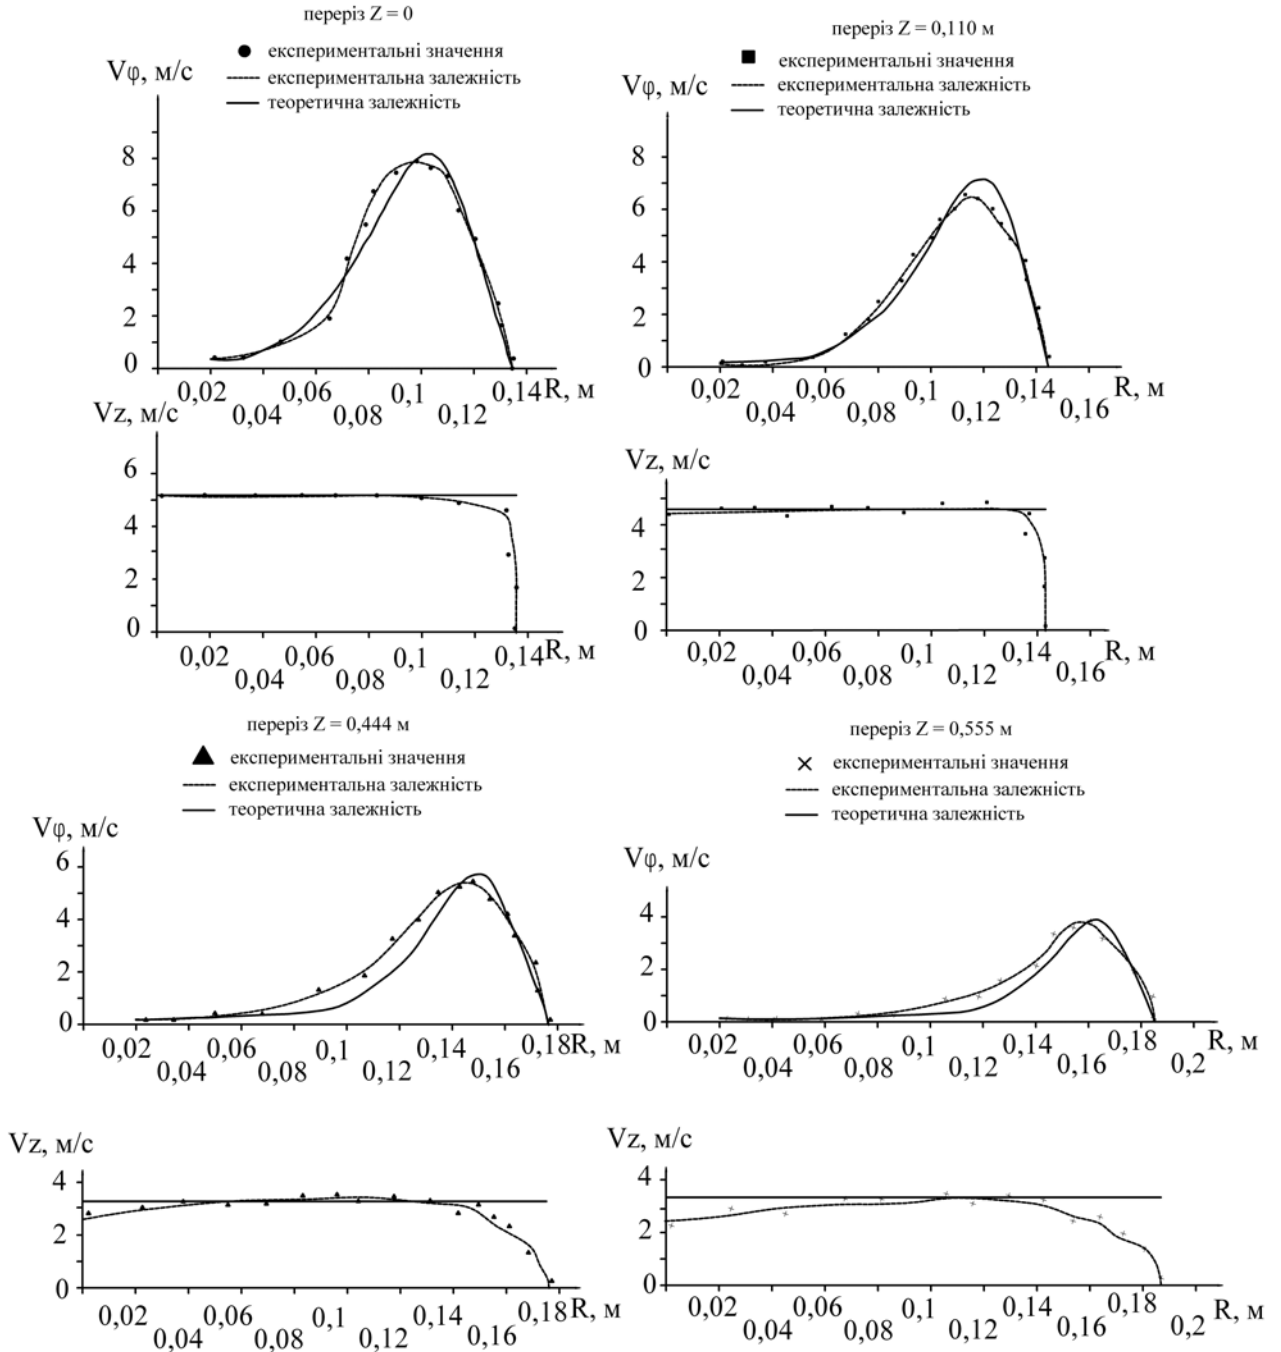 переріз Z = 0
експериментальні значення
експериментальна залежність
теоретична залежність
Vφ, м/с
8
6
4
2
0
0,02 0,06 0,1 0,14 R, м
0,04 0,08 0,12
Vz, м/с
6
4
2
0
0,02 0,06 0,1 0,14 R, м
0,04 0,08 0,12
переріз Z = 0,110 м
експериментальні значення
експериментальна залежність
теоретична залежність
Vφ, м/с
8
6
4
2
0
0,02 0,06 0,1 0,14 R, м
0,04 0,08 0,12 0,16
Vz, м/с
4
2
0
0,02 0,06 0,1 0,14 R, м
0,04 0,08 0,12 0,16
переріз Z = 0,444 м
експериментальні значення
експериментальна залежність
теоретична залежність
Vφ, м/с
6
4
2
0
0,02 0,06 0,1 0,14 0,18 R, м
0,04 0,08 0,12 0,16
Vz, м/с
4
2
0
0,02 0,06 0,1 0,14 0,18 R, м
0,04 0,08 0,12 0,16
переріз Z = 0,555 м
експериментальні значення
експериментальна залежність
теоретична залежність
Vφ, м/с
4
2
0
0,02 0,06 0,1 0,14 0,18 R, м
0,04 0,08 0,12 0,16 0,2
Vz, м/с
4
2
0
0,02 0,06 0,1 0,14 0,18 R, м
0,04 0,08 0,12 0,16 0,2